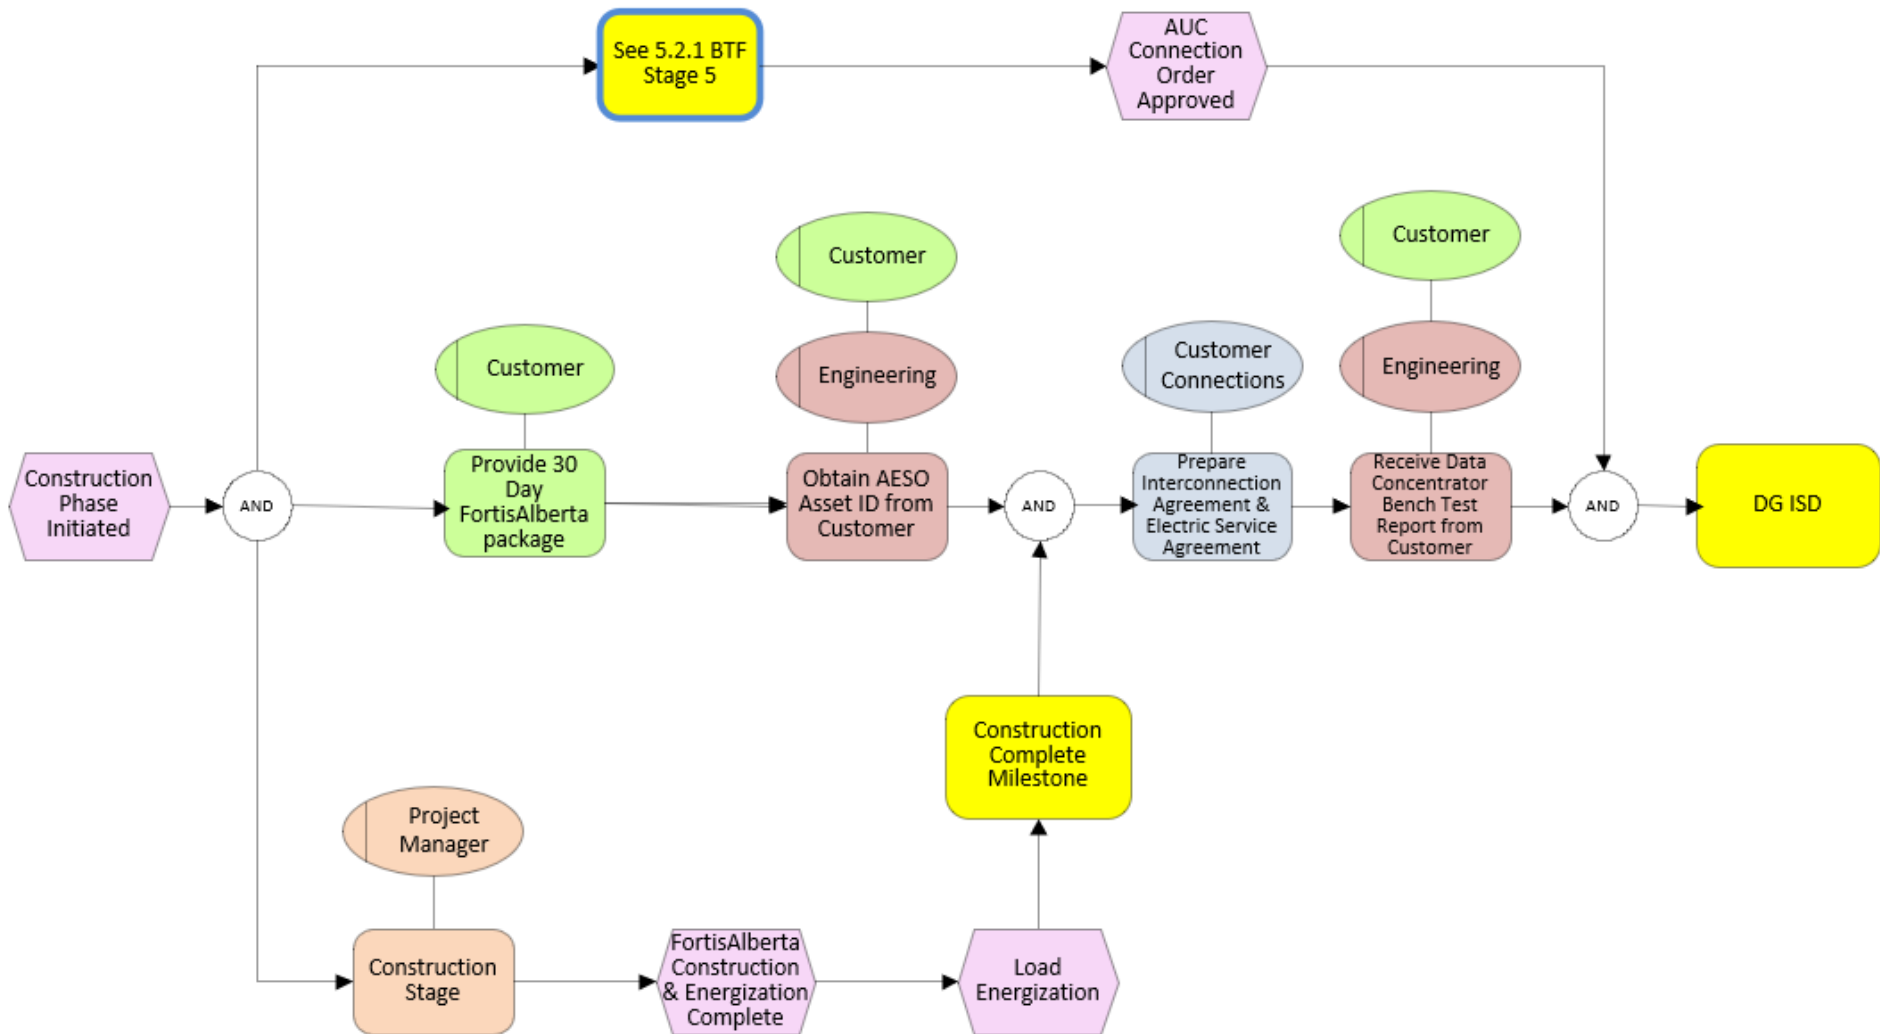 See 5.2.1 BTF
Stage 5
AUC
Connection
Order
Approved
Customer
Customer
Customer
Engineering
Customer
Connections
Engineering
Construction
Phase
Initiated
AND
Provide 30
Day
FortisAlberta
package
Obtain AESO
Asset ID from
Customer
AND
Prepare
Interconnection
Agreement &
Electric Service
Agreement
Receive Data
Concentrator
Bench Test
Report from
Customer
AND
DG ISD
Construction
Complete
Milestone
Project
Manager
Construction
Stage
FortisAlberta
Construction
& Energization
Complete
Load
Energization